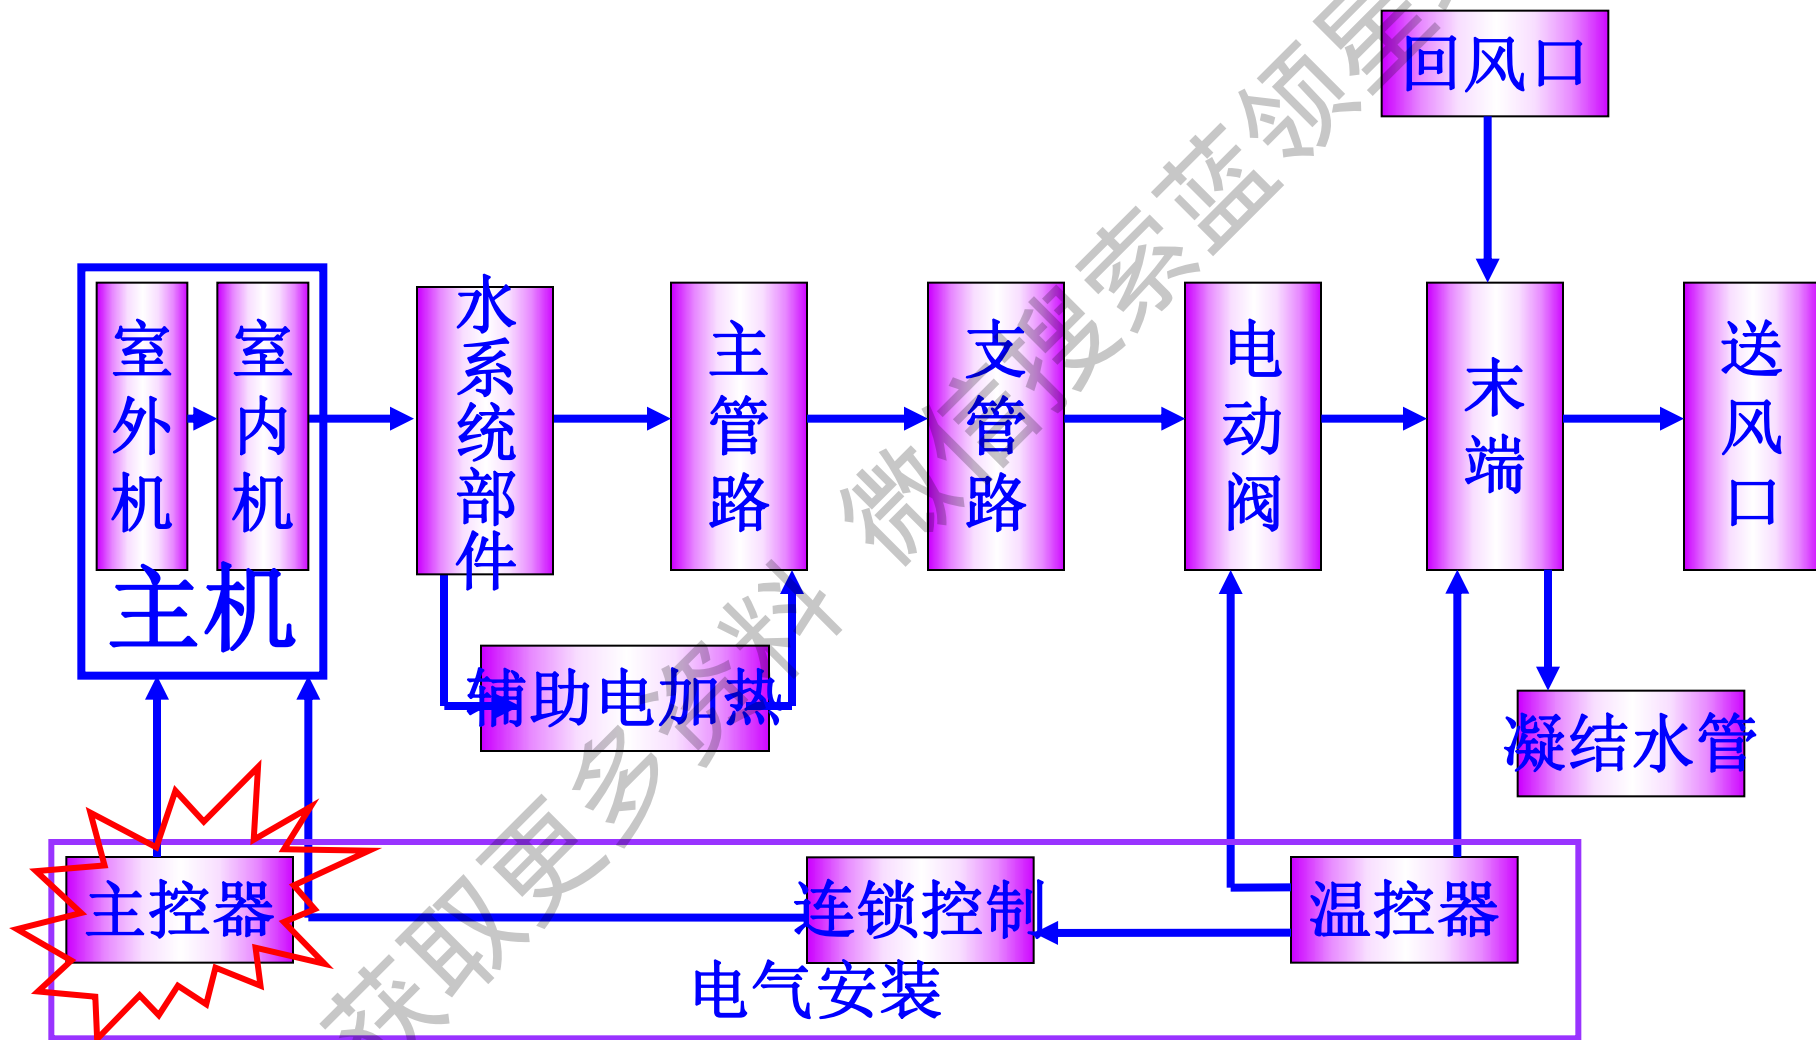 回风口
室外机
室内机
主机
水系统部件
主管路
支管路
电动阀
末端
送风口
辅助电加热
凝结水管
主控器
连锁控制
温控器
电气安装
获取更多资料 微信搜索蓝领星